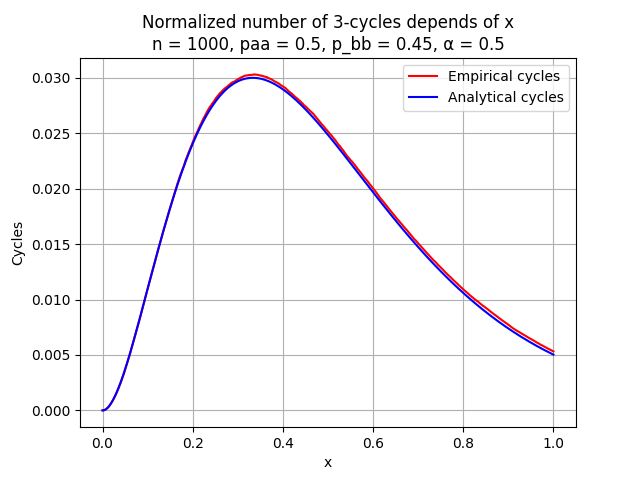 Normalized number of 3-cycles depends of x
n = 1000, paa = 0.5, p_bb = 0.45, α = 0.5
Empirical cycles
Analytical cycles
Cycles
0.030
0.025
0.020
0.015
0.010
0.005
0.000
0.0 0.2 0.4 0.6 0.8 1.0
x